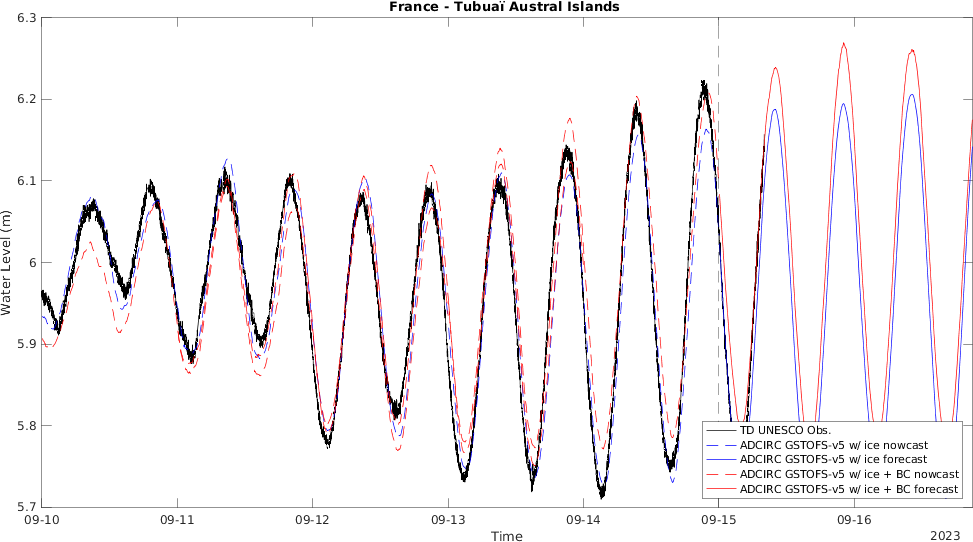 France - Tubuaï Austral Islands
6.3
6.2
6.1
6
5.9
5.8
5.7
Water Level (m)
TD UNESCO Obs.
ADCIRC GSTOFS-v5 w/ ice nowcast
ADCIRC GSTOFS-v5 w/ ice forecast
ADCIRC GSTOFS-v5 w/ ice + BC nowcast
ADCIRC GSTOFS-v5 w/ ice + BC forecast
09-10 09-11 09-12 09-13 09-14 09-15 09-16
Time
2023